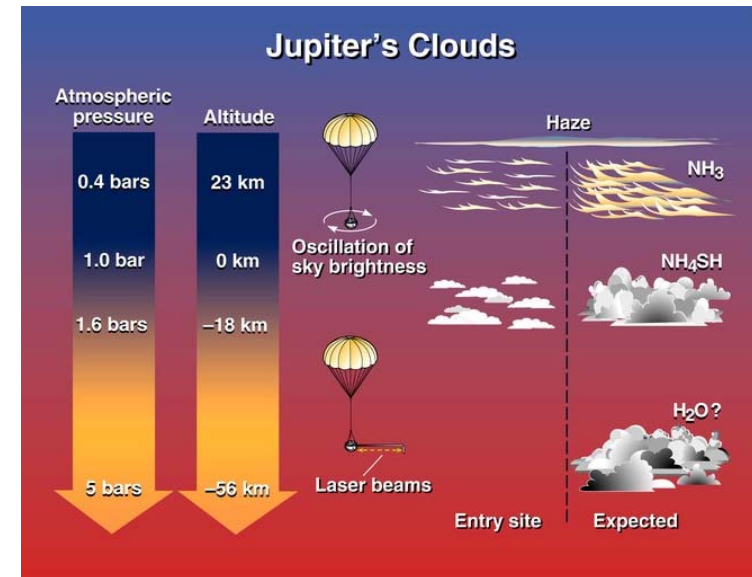 Jupiter's Clouds
Atmospheric
pressure
Altitude
0.4 bars
23 km
1.0 bar
0 km
1.6 bars
–18 km
5 bars
–56 km
Oscillation of
sky brightness
Laser beams
Haze
NH3
NH4SH
H2O?
Entry site
Expected